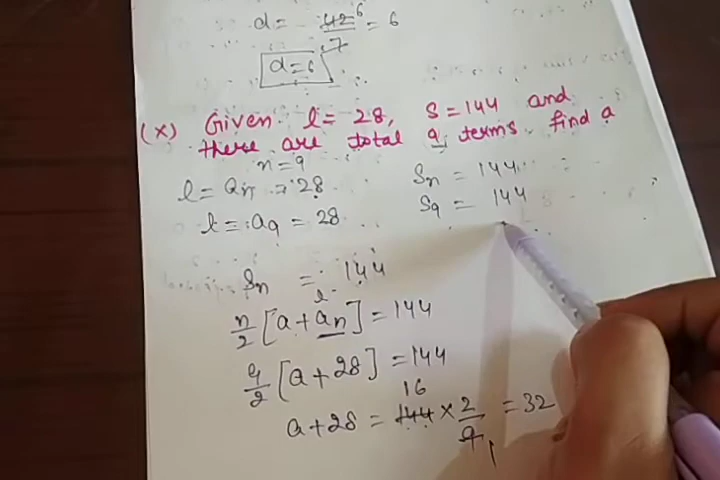 d = 42 6 / 7 = 6
d = 6
(x) Given l = 28, S = 144 and
there are total 9 terms. find a
n = 9
l = an = 28
Sn = 144
l = a9 = 28
S9 = 144
Sn = 144
l
n/2 [a + an] = 144
9/2 [a + 28] = 144
16
a + 28 = 144 × 2/9 = 32
1